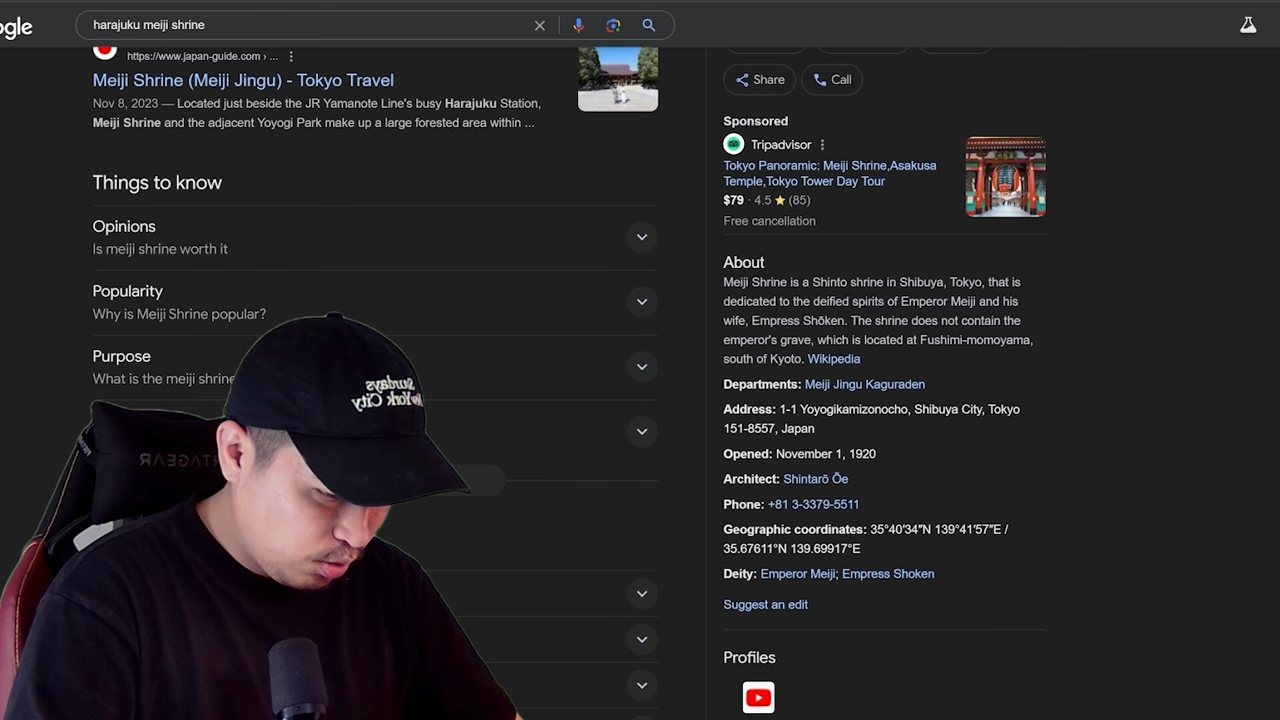 ogle
harajuku meiji shrine
https://www.japan-guide.com › ...
Meiji Shrine (Meiji Jingu) - Tokyo Travel
Nov 8, 2023 — Located just beside the JR Yamanote Line's busy Harajuku Station,
Meiji Shrine and the adjacent Yoyogi Park make up a large forested area within ...
Things to know
Opinions
Is meiji shrine worth it
Popularity
Why is Meiji Shrine popular?
Purpose
What is the meiji shrine
Sundays
New York City
Share
Call
Sponsored
Tripadvisor
Tokyo Panoramic: Meiji Shrine,Asakusa
Temple,Tokyo Tower Day Tour
$79 · 4.5 ★ (85)
Free cancellation
About
Meiji Shrine is a Shinto shrine in Shibuya, Tokyo, that is
dedicated to the deified spirits of Emperor Meiji and his
wife, Empress Shōken. The shrine does not contain the
emperor's grave, which is located at Fushimi-momoyama,
south of Kyoto. Wikipedia
Departments: Meiji Jingu Kaguraden
Address: 1-1 Yoyogikamizonocho, Shibuya City, Tokyo
151-8557, Japan
Opened: November 1, 1920
Architect: Shintarō Ōe
Phone: +81 3-3379-5511
Geographic coordinates: 35°40′34″N 139°41′57″E /
35.67611°N 139.69917°E
Deity: Emperor Meiji; Empress Shoken
Suggest an edit
Profiles